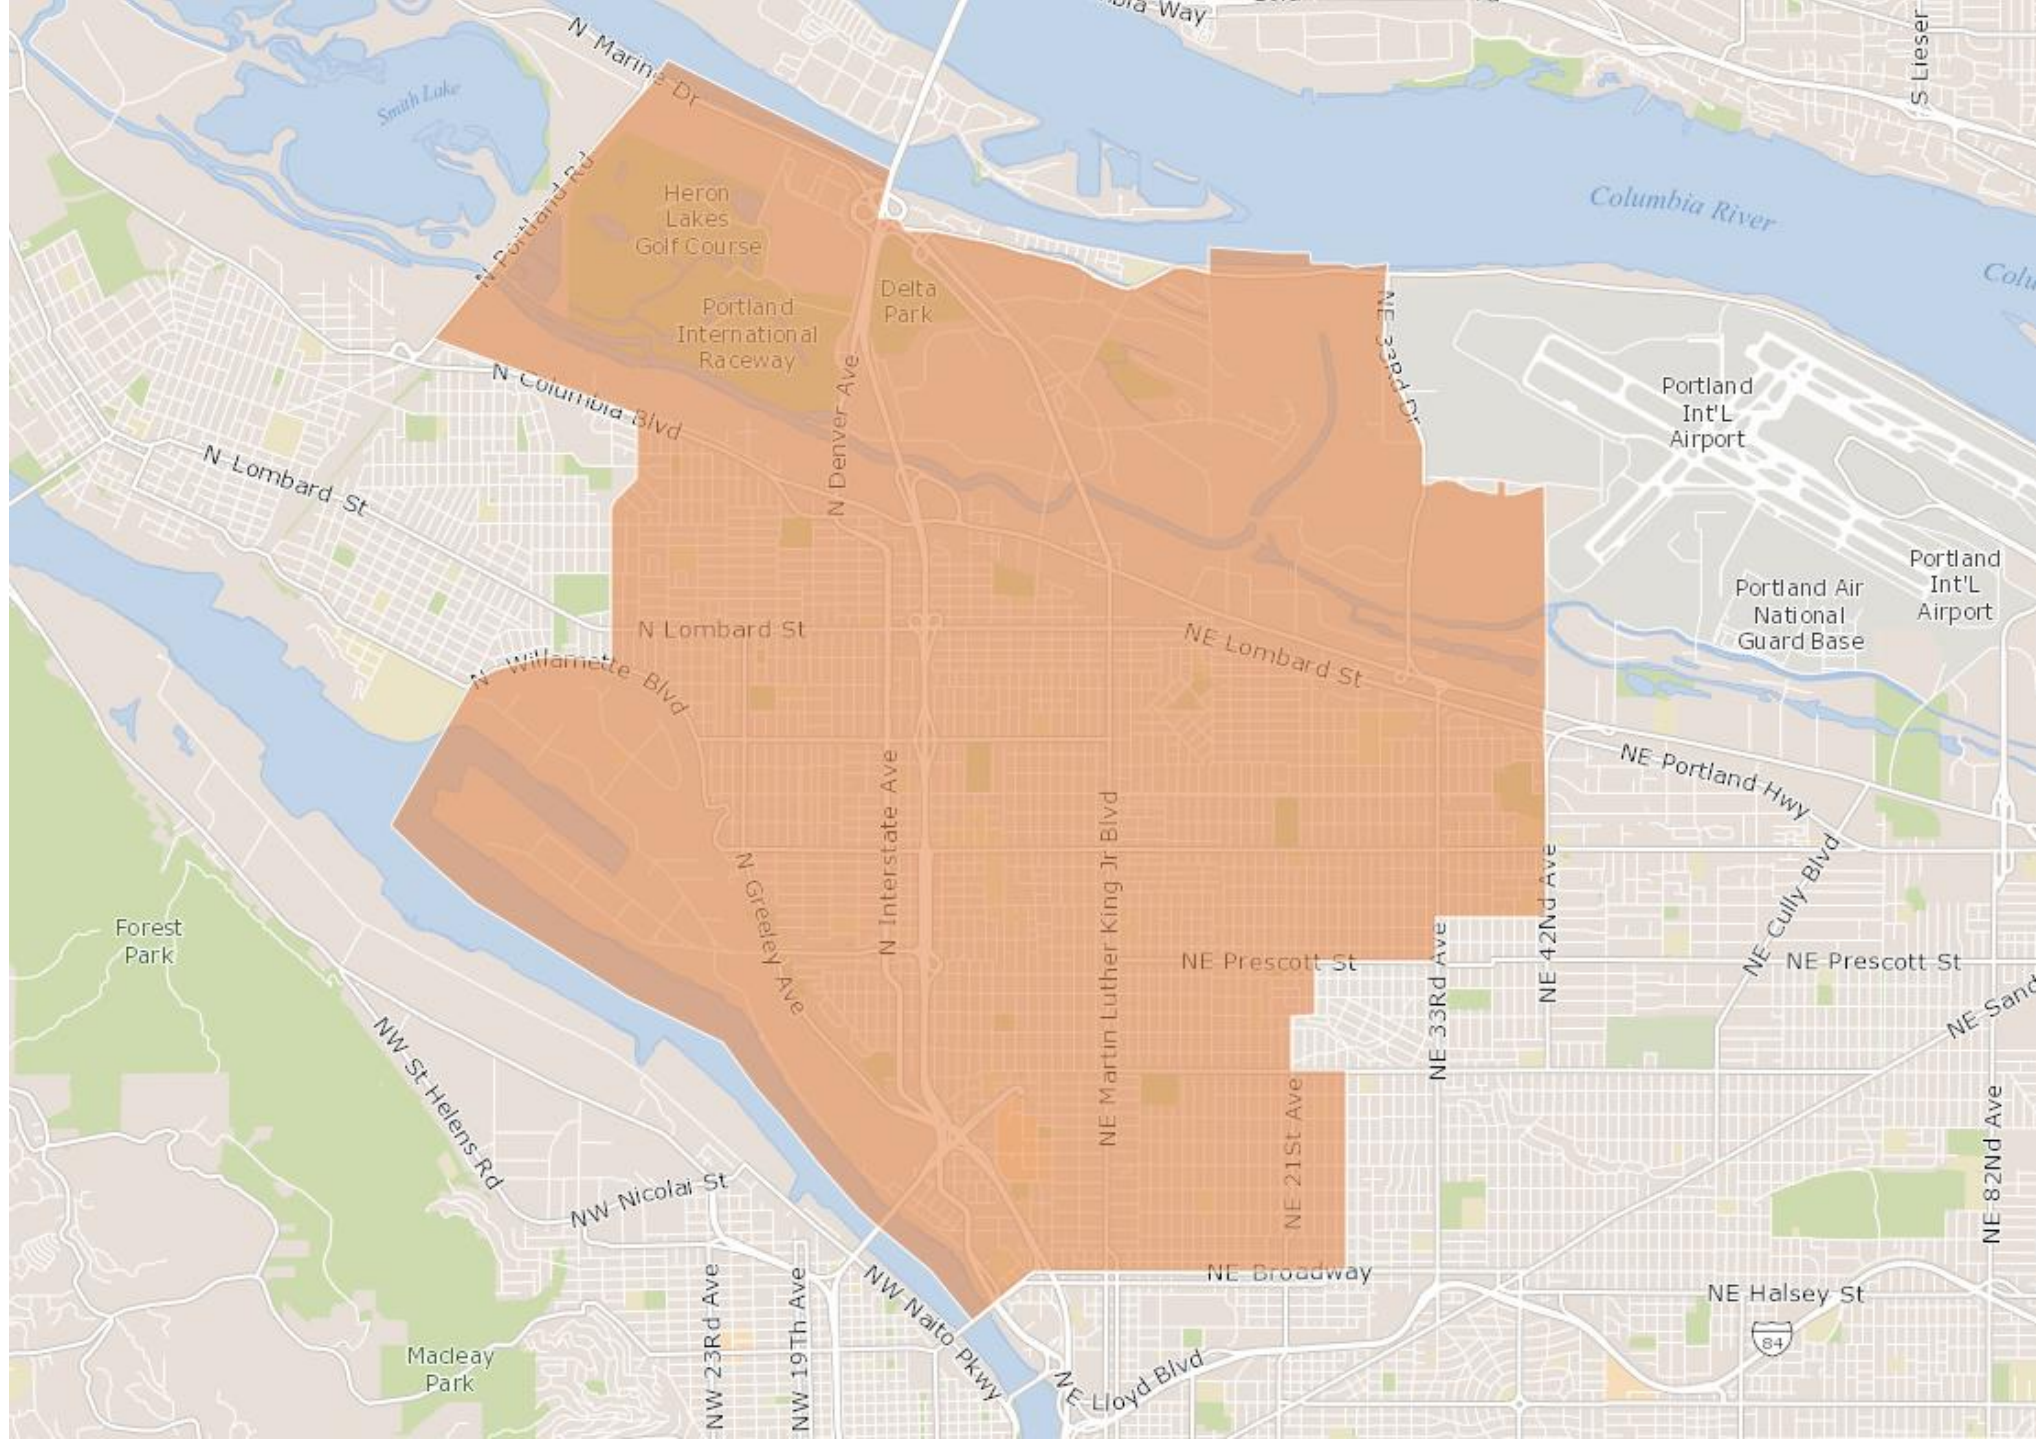 bia Way
S Lieser
N Marine Dr
Smith Lake
N Portland Rd
Heron
Lakes
Golf Course
Columbia River
Colu
Delta
Park
Portland
International
Raceway
NE 33Rd Dr
N Columbia Blvd
N Denver Ave
Portland
Int'L
Airport
N Lombard St
Portland
Int'L
Airport
Portland Air
National
Guard Base
N Lombard St
NE Lombard St
N Willamette Blvd
NE Portland Hwy
N Interstate Ave
NE Martin Luther King Jr Blvd
N Greeley Ave
NE 42Nd Ave
NE Cully Blvd
Forest
Park
NE Prescott St
NE 33Rd Ave
NE Prescott St
NE Sand
NW St Helens Rd
NE 21St Ave
NE 82Nd Ave
NW Nicolai St
NE Broadway
NE Halsey St
84
NW 23Rd Ave
NW 19Th Ave
NW Naito Pkwy
NE Lloyd Blvd
Macleay
Park